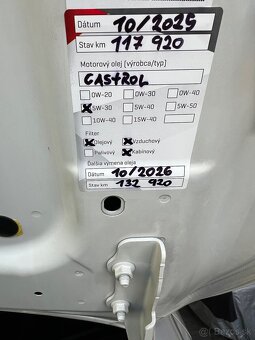 Dátum 10/2025
Stav km 117 920
Motorový olej (výrobca/typ)
CASTROL
0W-20 0W-30 0W-40
5W-30 5W-40 5W-50
10W-40 15W-40
Filter
Olejový Vzduchový
Palivový Kabínový
Ďalšia výmena oleja
Dátum 10/2026
Stav km 132 920
Bazos.sk